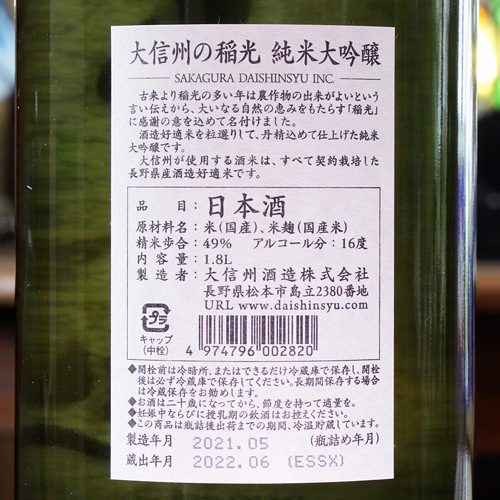 大信州の稲光 純米大吟醸
SAKAGURA DAISHINSYU INC.
古来より稲光の多い年は農作物の出来がよいという
言い伝えから、大いなる自然の恵みをもたらす「稲光」
に感謝の意を込めて名付けました。
酒造好適米を粒選りして、丹精込めて仕上げた純米
大吟醸です。
大信州が使用する酒米は、すべて契約栽培した
長野県産酒造好適米です。
品目：日本酒
原材料名：米（国産）、米麹（国産米）
精米歩合：49% アルコール分：16度
内容量：1.8L
製造者：大信州酒造株式会社
長野県松本市島立2380番地
URL www.daishinsyu.com
プラ
キャップ
（中栓）
4 974796 002820
◆開栓前は冷暗所、またはできるだけ冷蔵庫で保存し、開栓
後は必ず冷蔵庫で保存してください。長期間保存する場合
は冷蔵保存をお勧めします。
◆お酒は二十歳になってから、節度を持って適量を。
◆妊娠中ならびに授乳期の飲酒はお控えください。
◆この商品は瓶詰後出荷までの期間、冷温貯蔵しています。
製造年月 2021.05 （瓶詰め年月）
蔵出年月 2022.06 (ESSX)